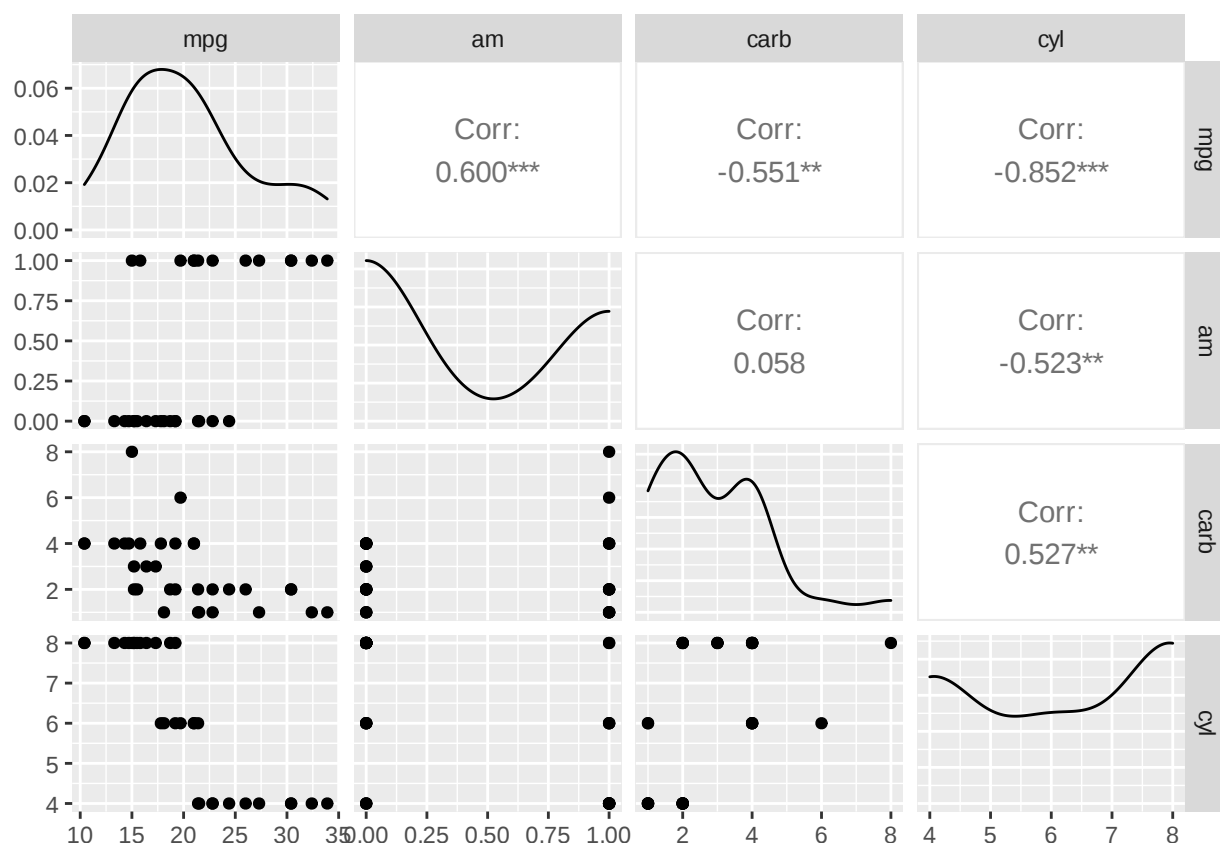 mpg am carb cyl
0.06
0.04
0.02
0.00
Corr:
0.600***
Corr:
-0.551**
Corr:
-0.852***
mpg
1.00
0.75
0.50
0.25
0.00
Corr:
0.058
Corr:
-0.523**
am
8
6
4
2
Corr:
0.527**
carb
8
7
6
5
4
cyl
10 15 20 25 30 35 0.00 0.25 0.50 0.75 1.00 2 4 6 8 4 5 6 7 8